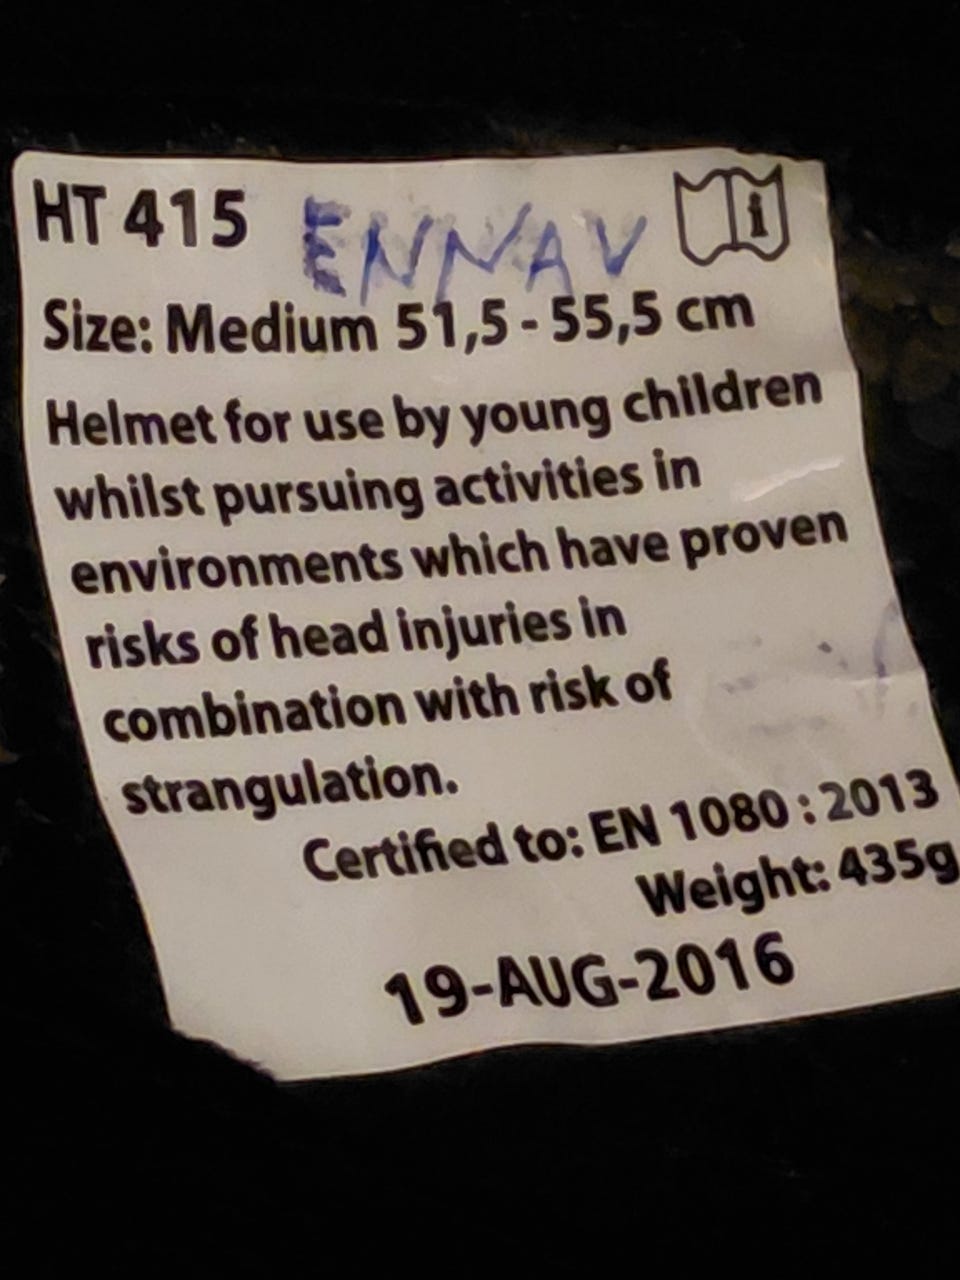 HT 415 ENNAV i
Size: Medium 51,5 - 55,5 cm
Helmet for use by young children
whilst pursuing activities in
environments which have proven
risks of head injuries in
combination with risk of
strangulation.
Certified to: EN 1080 : 2013
Weight: 435g
19-AUG-2016